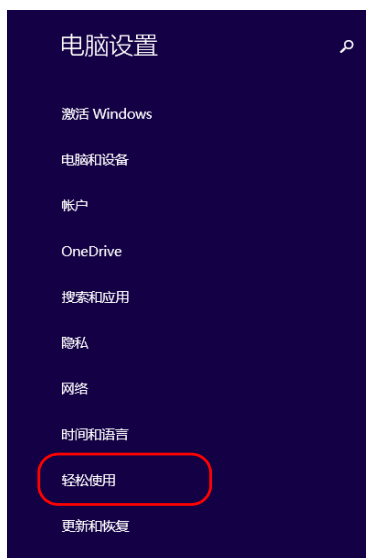 电脑设置
激活 Windows
电脑和设备
帐户
OneDrive
搜索和应用
隐私
网络
时间和语言
轻松使用
更新和恢复